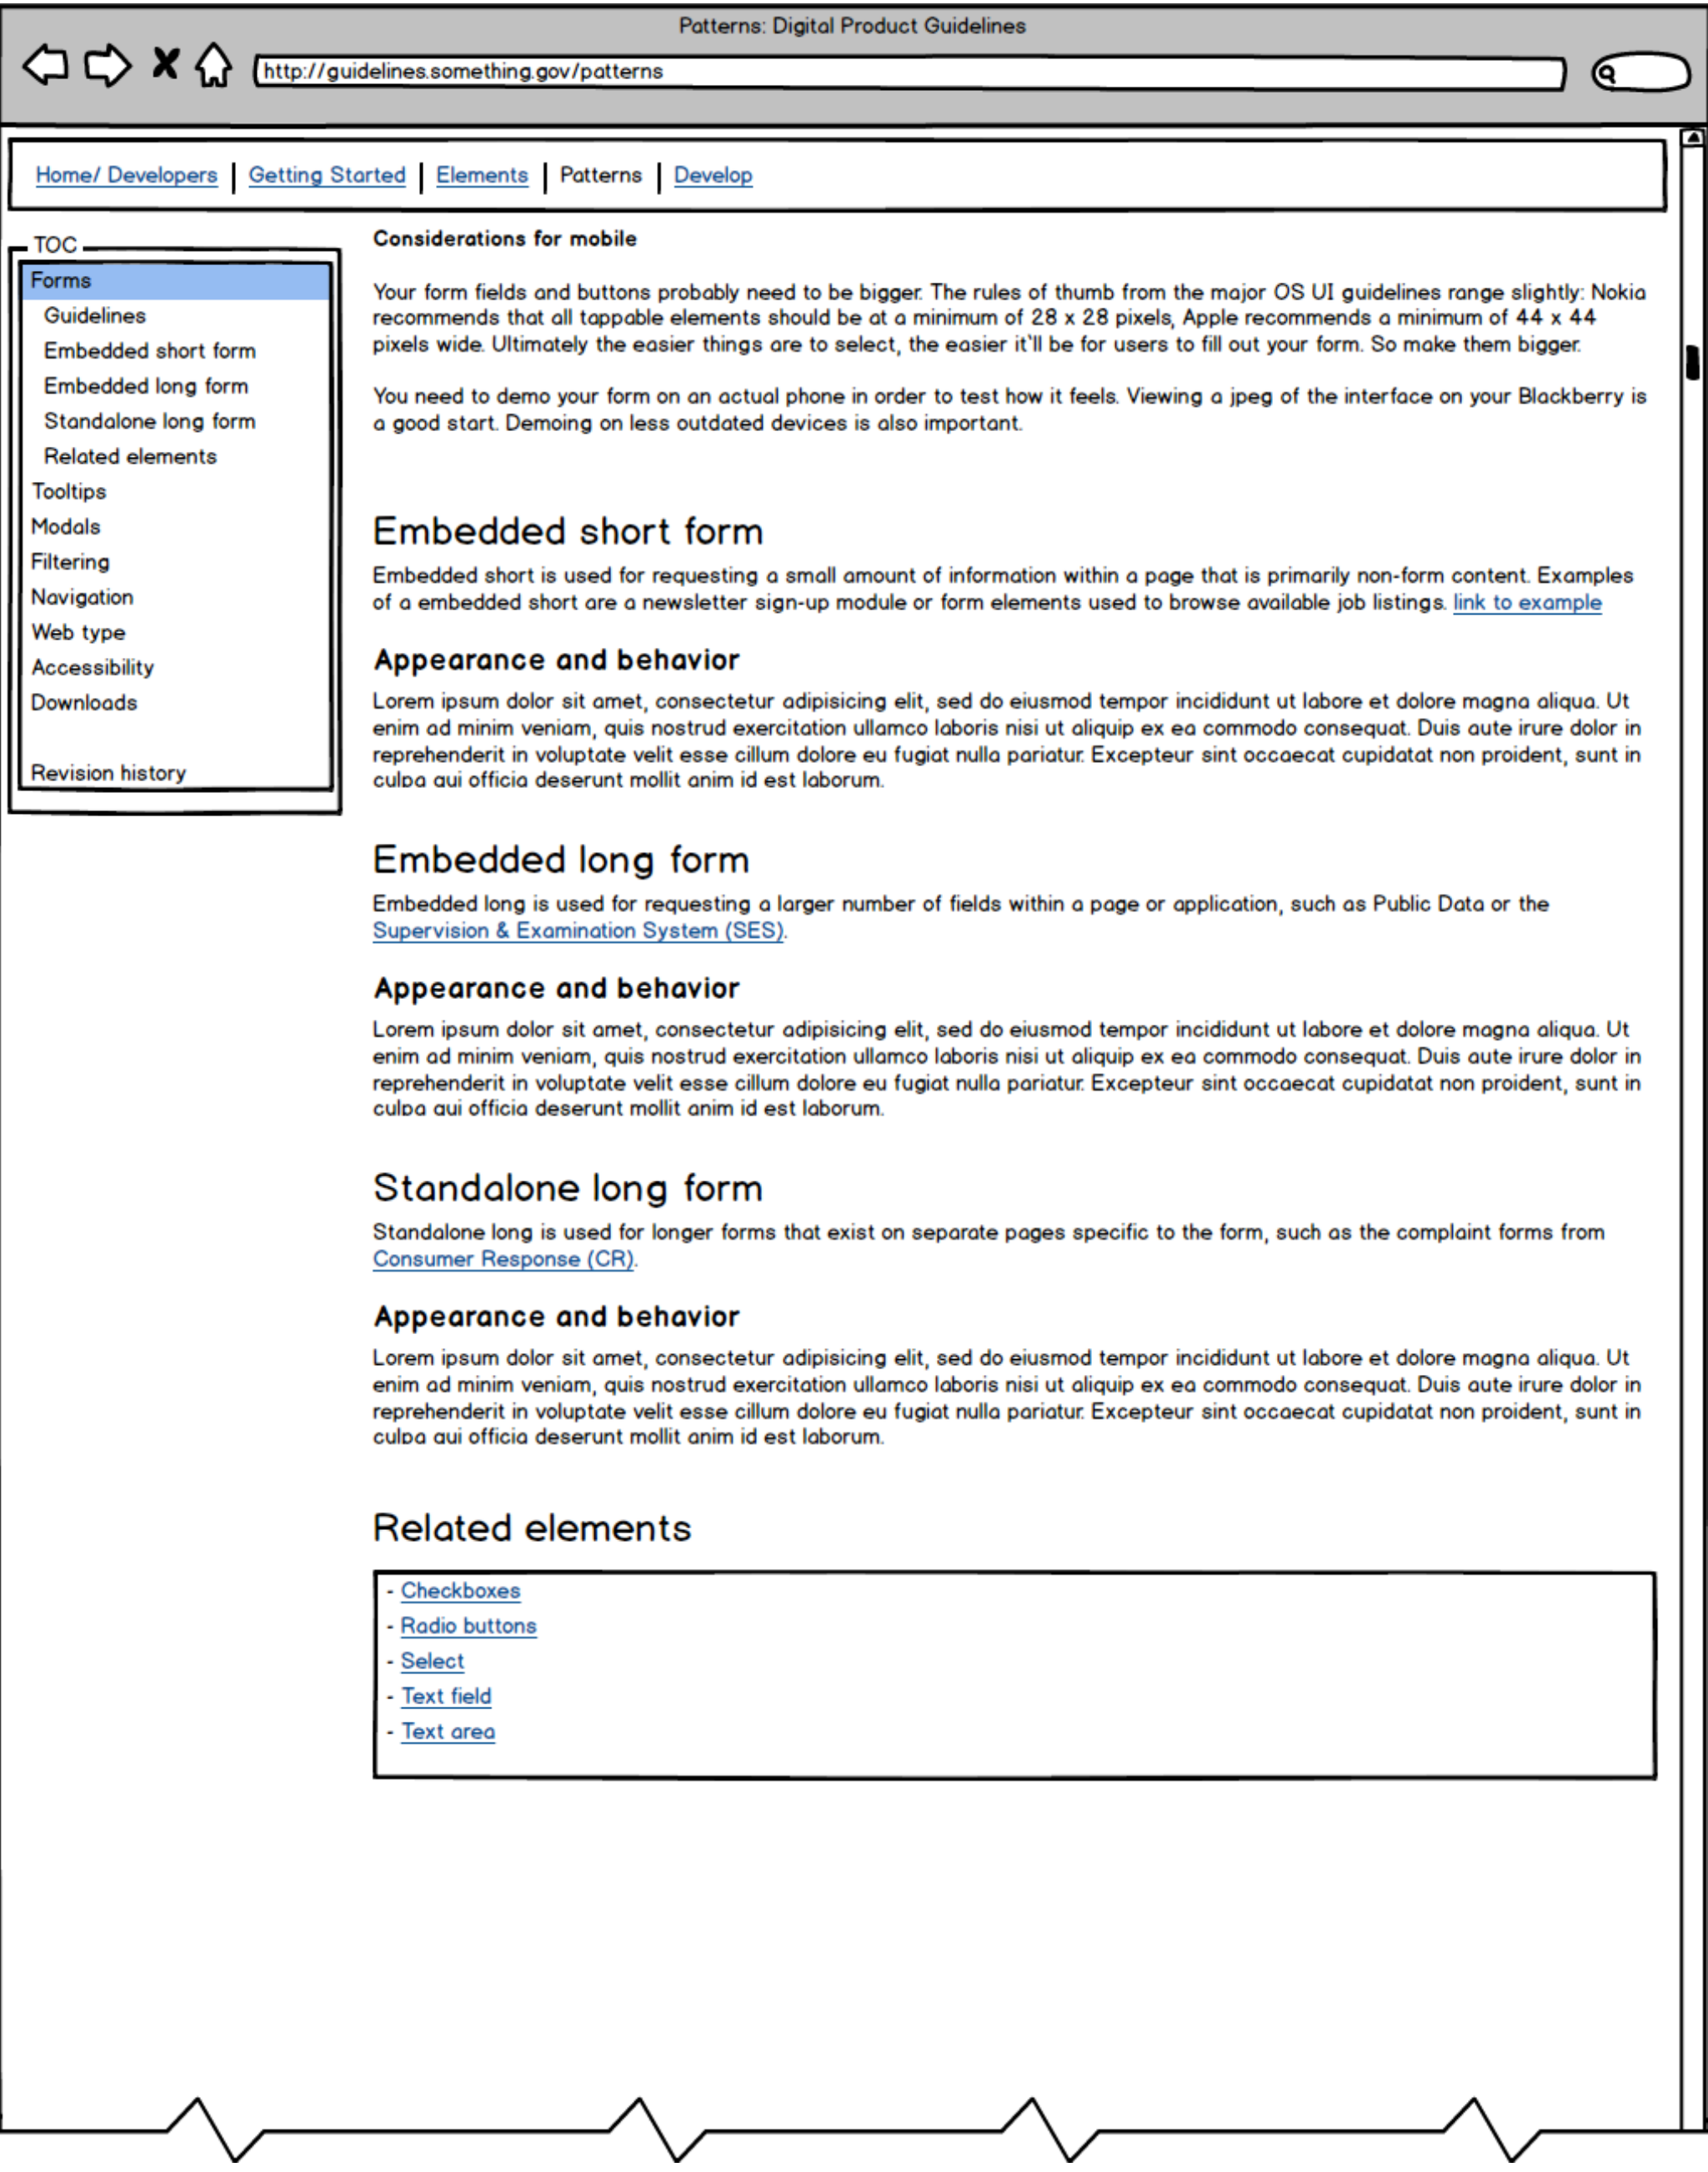 Patterns: Digital Product Guidelines
http://guidelines.something.gov/patterns
Home/ Developers | Getting Started | Elements | Patterns | Develop
TOC
Forms
Guidelines
Embedded short form
Embedded long form
Standalone long form
Related elements
Tooltips
Modals
Filtering
Navigation
Web type
Accessibility
Downloads
Revision history
Considerations for mobile
Your form fields and buttons probably need to be bigger. The rules of thumb from the major OS UI guidelines range slightly: Nokia
recommends that all tappable elements should be at a minimum of 28 x 28 pixels, Apple recommends a minimum of 44 x 44
pixels wide. Ultimately the easier things are to select, the easier it'll be for users to fill out your form. So make them bigger.
You need to demo your form on an actual phone in order to test how it feels. Viewing a jpeg of the interface on your Blackberry is
a good start. Demoing on less outdated devices is also important.
Embedded short form
Embedded short is used for requesting a small amount of information within a page that is primarily non-form content. Examples
of a embedded short are a newsletter sign-up module or form elements used to browse available job listings. link to example
Appearance and behavior
Lorem ipsum dolor sit amet, consectetur adipisicing elit, sed do eiusmod tempor incididunt ut labore et dolore magna aliqua. Ut
enim ad minim veniam, quis nostrud exercitation ullamco laboris nisi ut aliquip ex ea commodo consequat. Duis aute irure dolor in
reprehenderit in voluptate velit esse cillum dolore eu fugiat nulla pariatur. Excepteur sint occaecat cupidatat non proident, sunt in
culpa qui officia deserunt mollit anim id est laborum.
Embedded long form
Embedded long is used for requesting a larger number of fields within a page or application, such as Public Data or the
Supervision & Examination System (SES).
Appearance and behavior
Lorem ipsum dolor sit amet, consectetur adipisicing elit, sed do eiusmod tempor incididunt ut labore et dolore magna aliqua. Ut
enim ad minim veniam, quis nostrud exercitation ullamco laboris nisi ut aliquip ex ea commodo consequat. Duis aute irure dolor in
reprehenderit in voluptate velit esse cillum dolore eu fugiat nulla pariatur. Excepteur sint occaecat cupidatat non proident, sunt in
culpa qui officia deserunt mollit anim id est laborum.
Standalone long form
Standalone long is used for longer forms that exist on separate pages specific to the form, such as the complaint forms from
Consumer Response (CR).
Appearance and behavior
Lorem ipsum dolor sit amet, consectetur adipisicing elit, sed do eiusmod tempor incididunt ut labore et dolore magna aliqua. Ut
enim ad minim veniam, quis nostrud exercitation ullamco laboris nisi ut aliquip ex ea commodo consequat. Duis aute irure dolor in
reprehenderit in voluptate velit esse cillum dolore eu fugiat nulla pariatur. Excepteur sint occaecat cupidatat non proident, sunt in
culpa qui officia deserunt mollit anim id est laborum.
Related elements
- Checkboxes
- Radio buttons
- Select
- Text field
- Text area